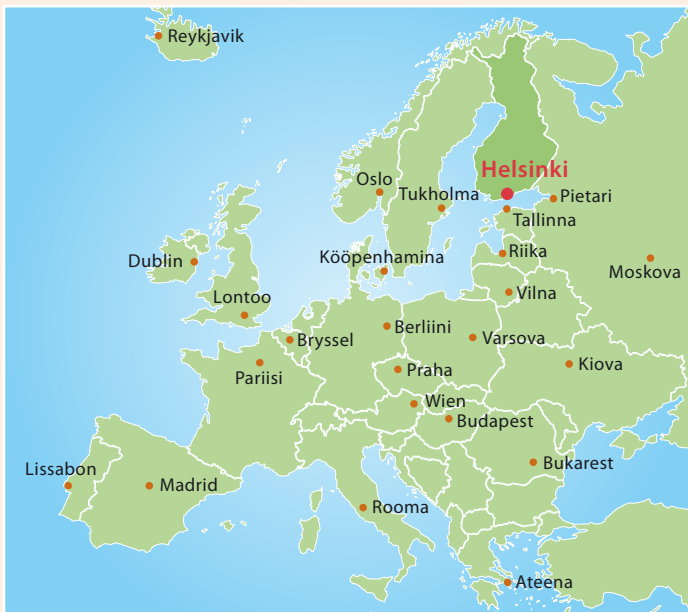 Reykjavik
Helsinki
Oslo
Tukholma
Pietari
Tallinna
Kööpenhamina
Riika
Dublin
Moskova
Vilna
Lontoo
Berliini
Bryssel
Varsova
Pariisi
Praha
Kiova
Wien
Budapest
Lissabon
Madrid
Bukarest
Rooma
Ateena